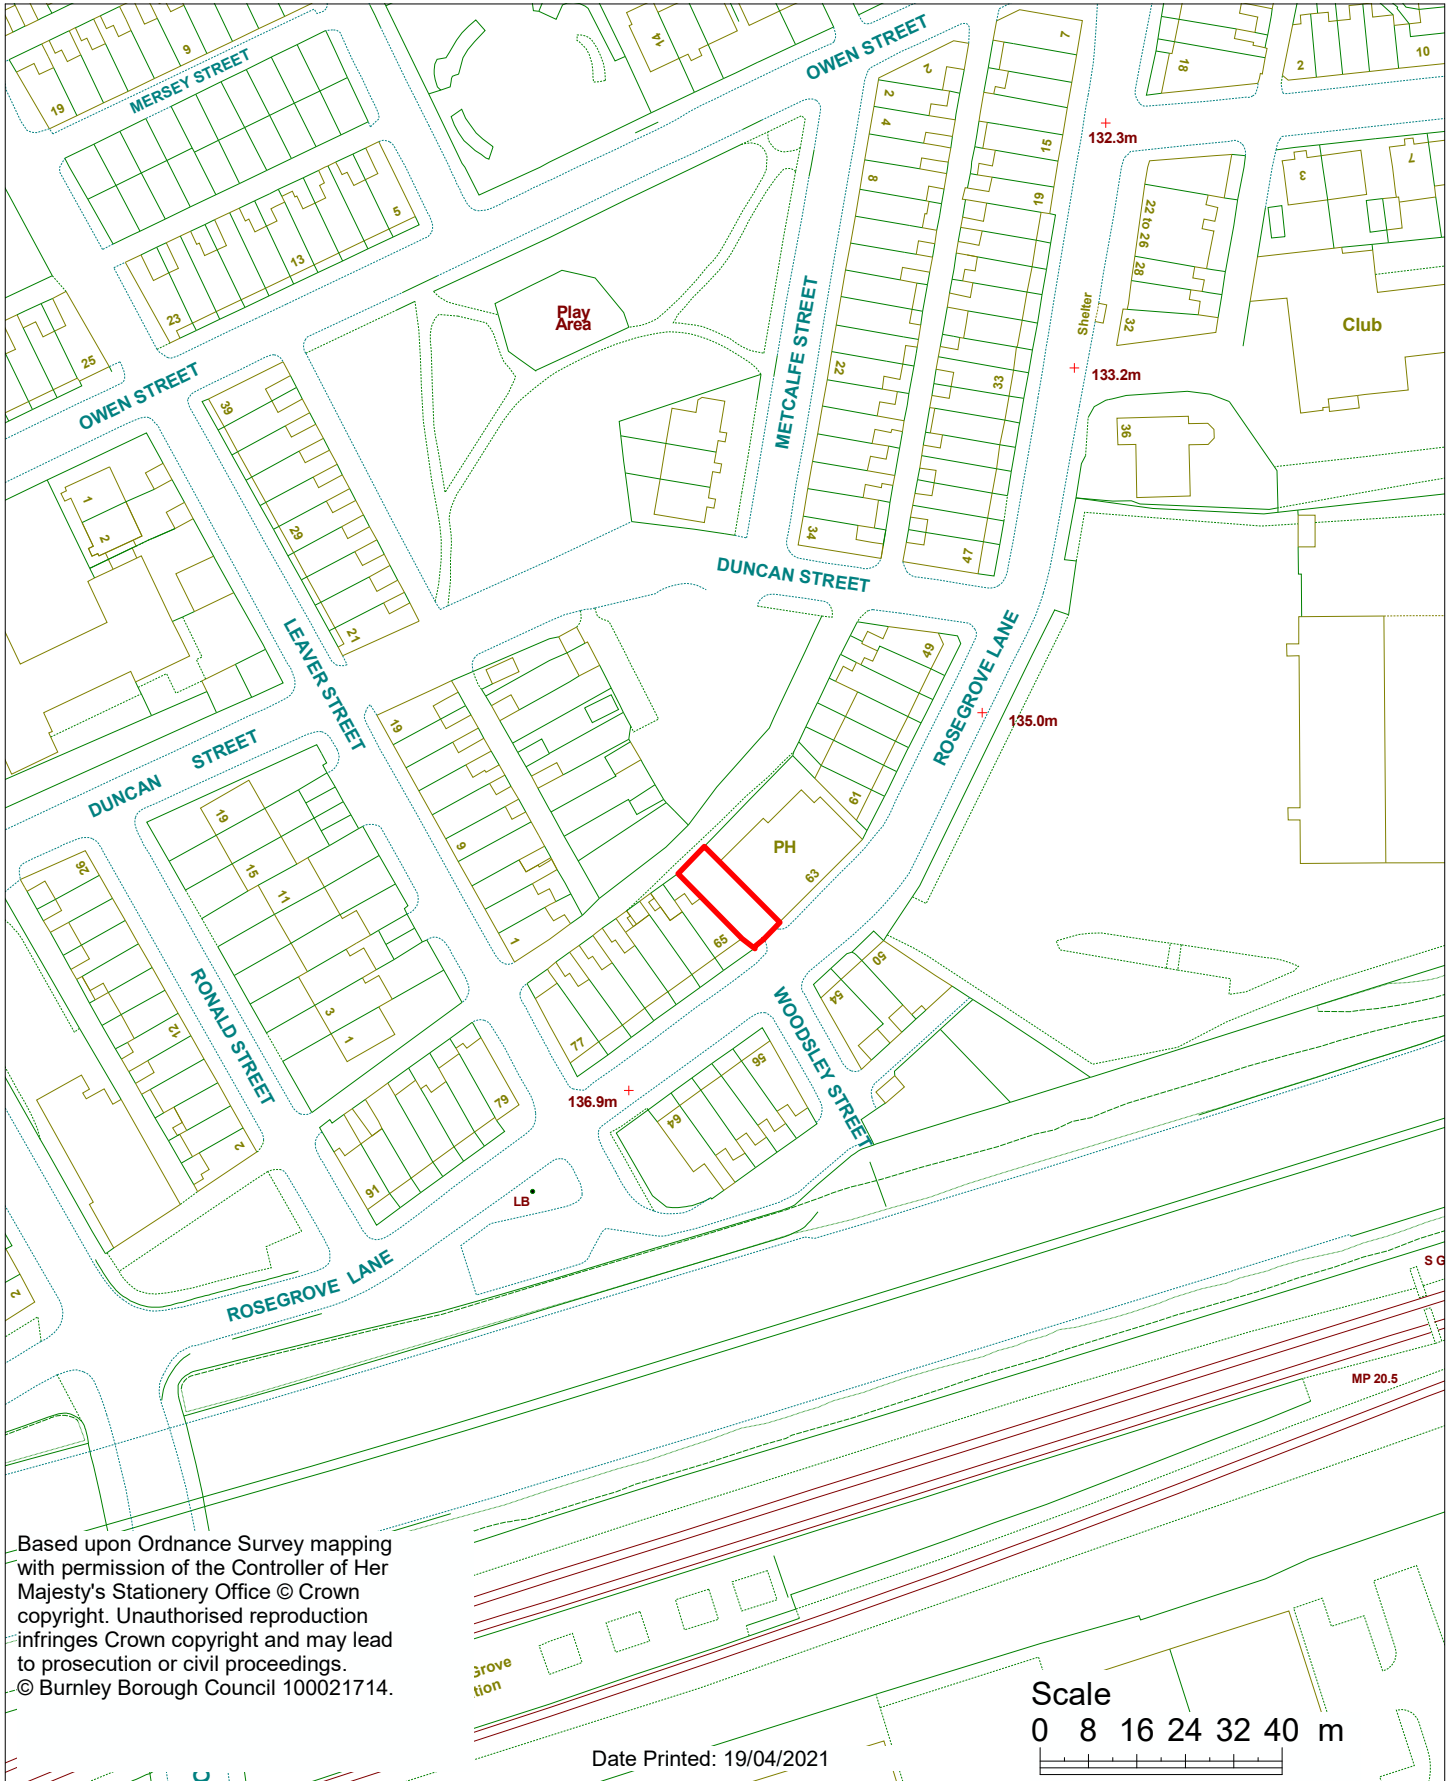 9
MERSEY STREET
19
14
OWEN STREET
7
18
2
10
2
2
4
132.3m
15
3
7
8
19
5
22 to 26
13
28
23
Play
Area
METCALFE STREET
Shelter
32
Club
25
22
33
133.2m
OWEN STREET
39
36
1
2
29
34
47
DUNCAN STREET
21
LEAVER STREET
49
ROSEGROVE LANE
19
135.0m
DUNCAN STREET
61
19
9
PH
26
15
63
11
1
65
50
RONALD STREET
54
WOODSLEY STREET
3
12
1
77
56
136.9m
79
64
2
91
LB
ROSEGROVE LANE
2
S G
MP 20.5
Based upon Ordnance Survey mapping
with permission of the Controller of Her
Majesty's Stationery Office © Crown
copyright. Unauthorised reproduction
infringes Crown copyright and may lead
to prosecution or civil proceedings.
© Burnley Borough Council 100021714.
Grove
tion
Scale
0 8 16 24 32 40 m
Date Printed: 19/04/2021